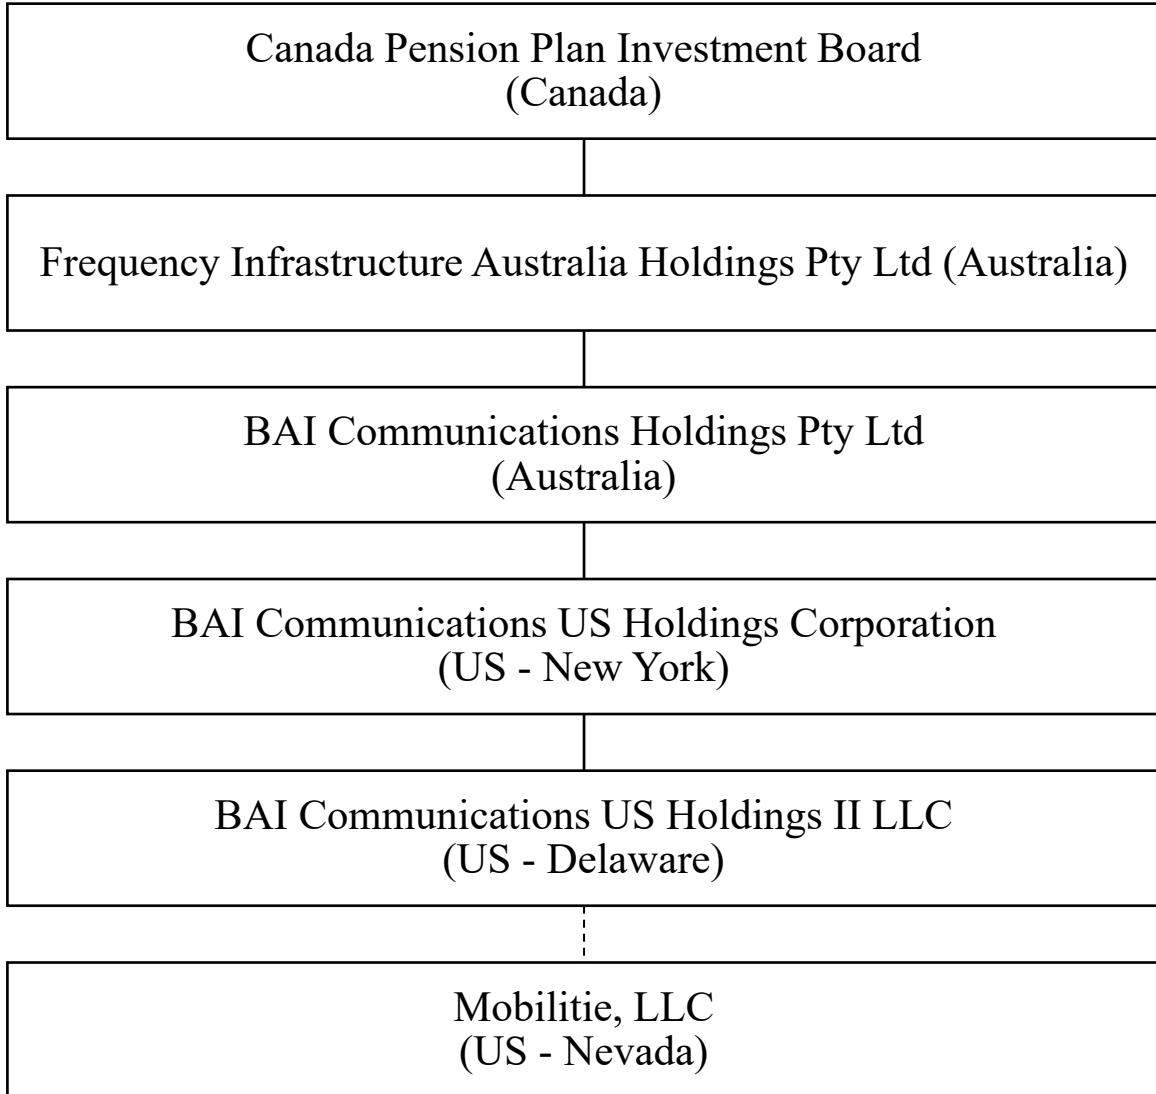 Canada Pension Plan Investment Board
(Canada)
Frequency Infrastructure Australia Holdings Pty Ltd (Australia)
BAI Communications Holdings Pty Ltd
(Australia)
BAI Communications US Holdings Corporation
(US - New York)
BAI Communications US Holdings II LLC
(US - Delaware)
Mobilitie, LLC
(US - Nevada)